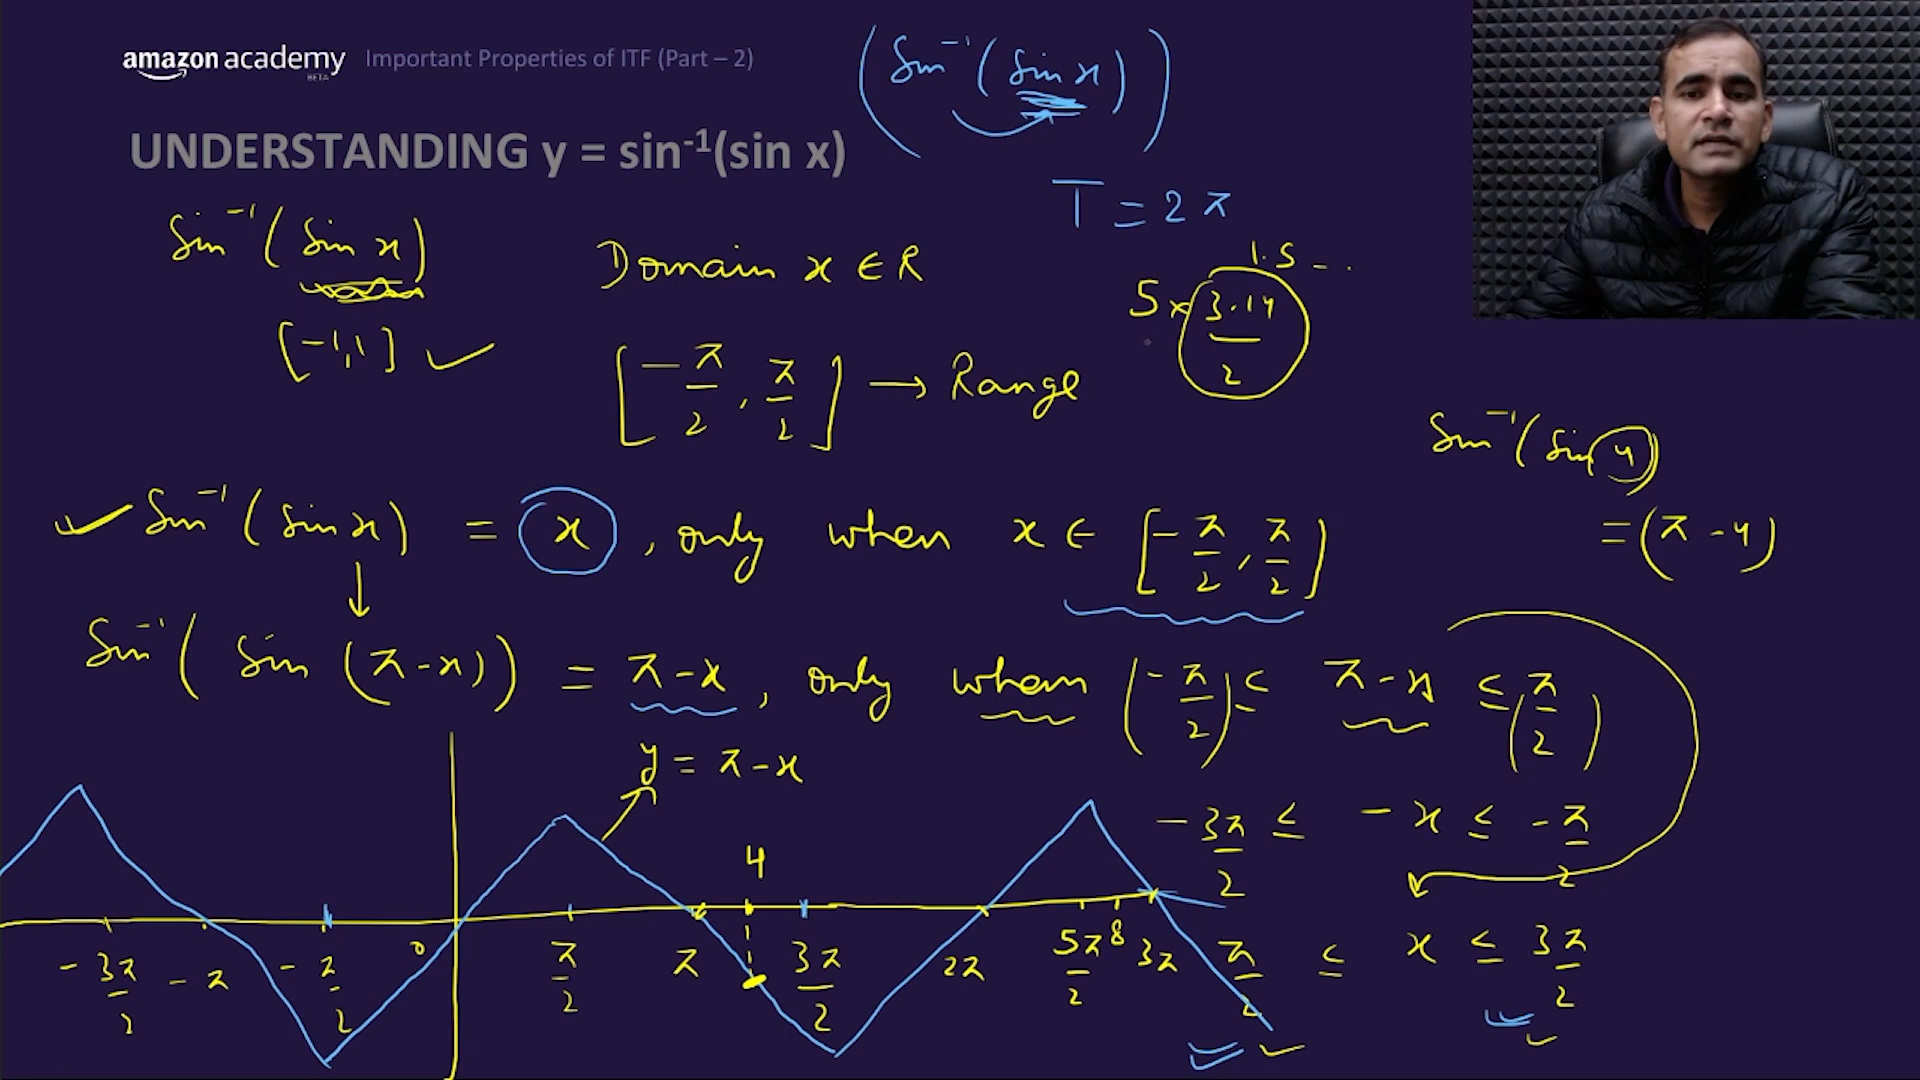 amazon academy
BETA
Important Properties of ITF (Part – 2)
(Sin⁻¹(Sin x))
UNDERSTANDING y = sin⁻¹(sin x)
T = 2π
Sin⁻¹(Sin x)
Domain x ∈ R
1.5 - ..
5 × 3.14/2
[-1,1] ✓
[-π/2, π/2] → Range
Sin⁻¹(Sin 4)
= (π - 4)
✓ Sin⁻¹(Sin x) = x, only when x ∈ [-π/2, π/2]
Sin⁻¹(Sin (π-x)) = π-x, only when (-π/2) ≤ π-x ≤ (π/2)
y = π-x
-3π/2 ≤ -x ≤ -π/2
4
π/2 ≤ x ≤ 3π/2
-3π/2 -π -π/2 0 π/2 π 3π/2 2π 5π/2 8 3π